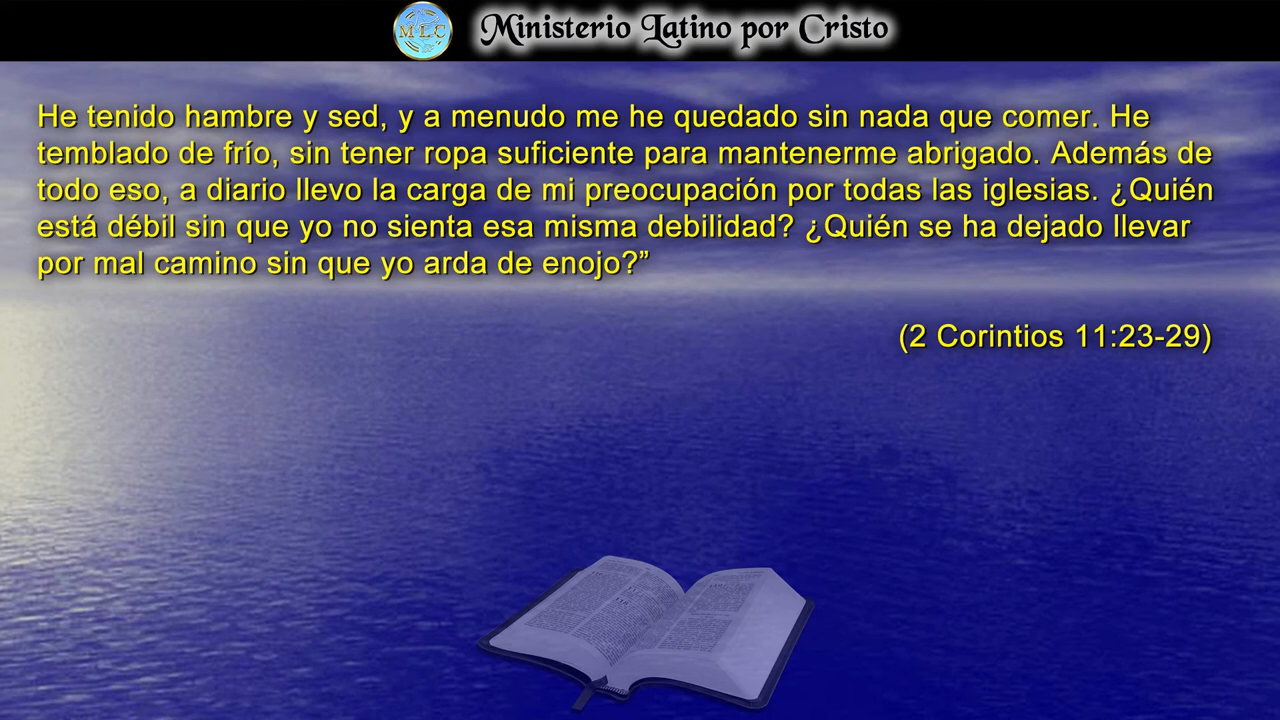 MLC
Ministerio Latino por Cristo
He tenido hambre y sed, y a menudo me he quedado sin nada que comer. He
temblado de frío, sin tener ropa suficiente para mantenerme abrigado. Además de
todo eso, a diario llevo la carga de mi preocupación por todas las iglesias. ¿Quién
está débil sin que yo no sienta esa misma debilidad? ¿Quién se ha dejado llevar
por mal camino sin que yo arda de enojo?”
(2 Corintios 11:23-29)